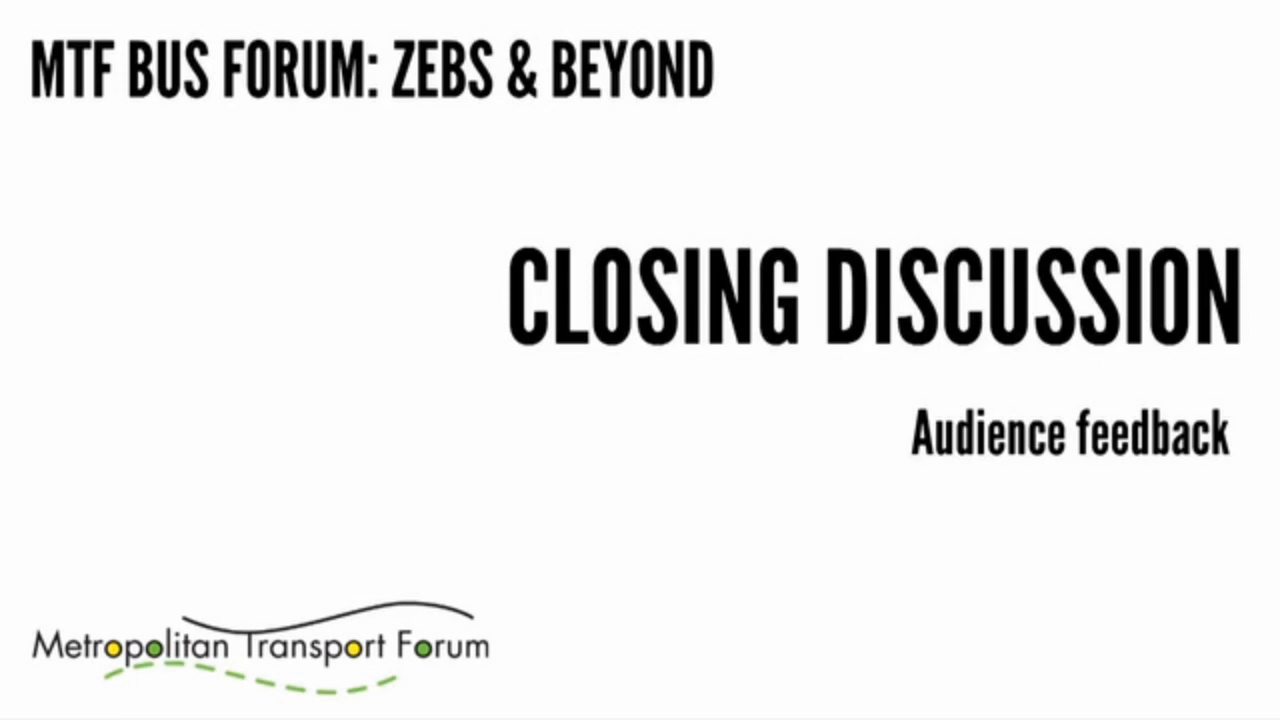 MTF BUS FORUM: ZEBS & BEYOND
CLOSING DISCUSSION
Audience feedback
Metropolitan Transport Forum